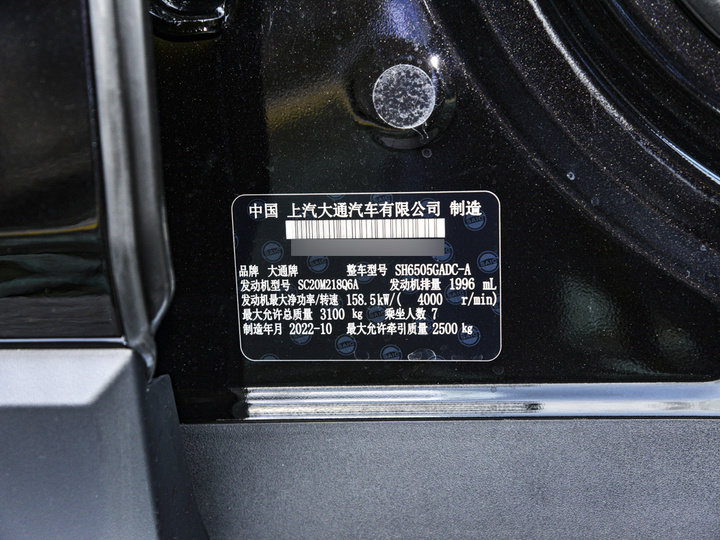 中国 上汽大通汽车有限公司 制造
品牌 大通牌 整车型号 SH6505GADC-A
发动机型号 SC20M218Q6A 发动机排量 1996 mL
发动机最大净功率/转速 158.5kW/( 4000 r/min)
最大允许总质量 3100 kg 乘坐人数 7
制造年月 2022-10 最大允许牵引质量 2500 kg